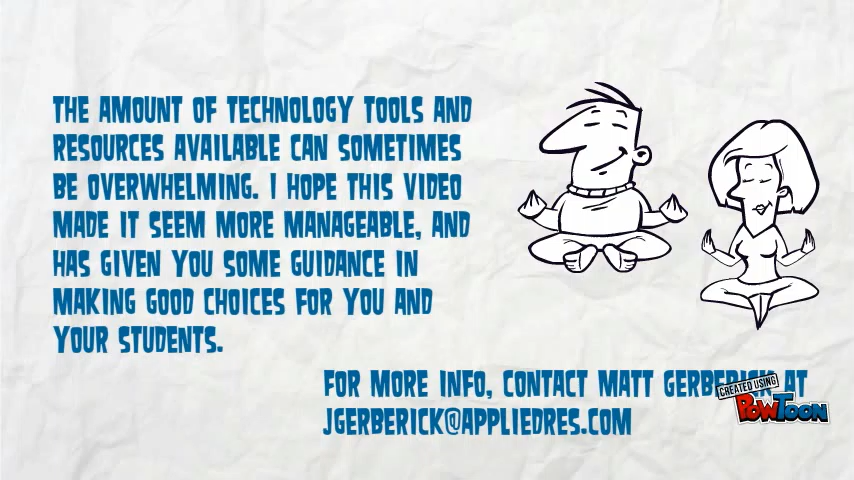 THE AMOUNT OF TECHNOLOGY TOOLS AND
RESOURCES AVAILABLE CAN SOMETIMES
BE OVERWHELMING. I HOPE THIS VIDEO
MADE IT SEEM MORE MANAGEABLE, AND
HAS GIVEN YOU SOME GUIDANCE IN
MAKING GOOD CHOICES FOR YOU AND
YOUR STUDENTS.
FOR MORE INFO, CONTACT MATT GERBERICK AT
JGERBERICK@APPLIEDRES.COM
CREATED USING
POWTOON